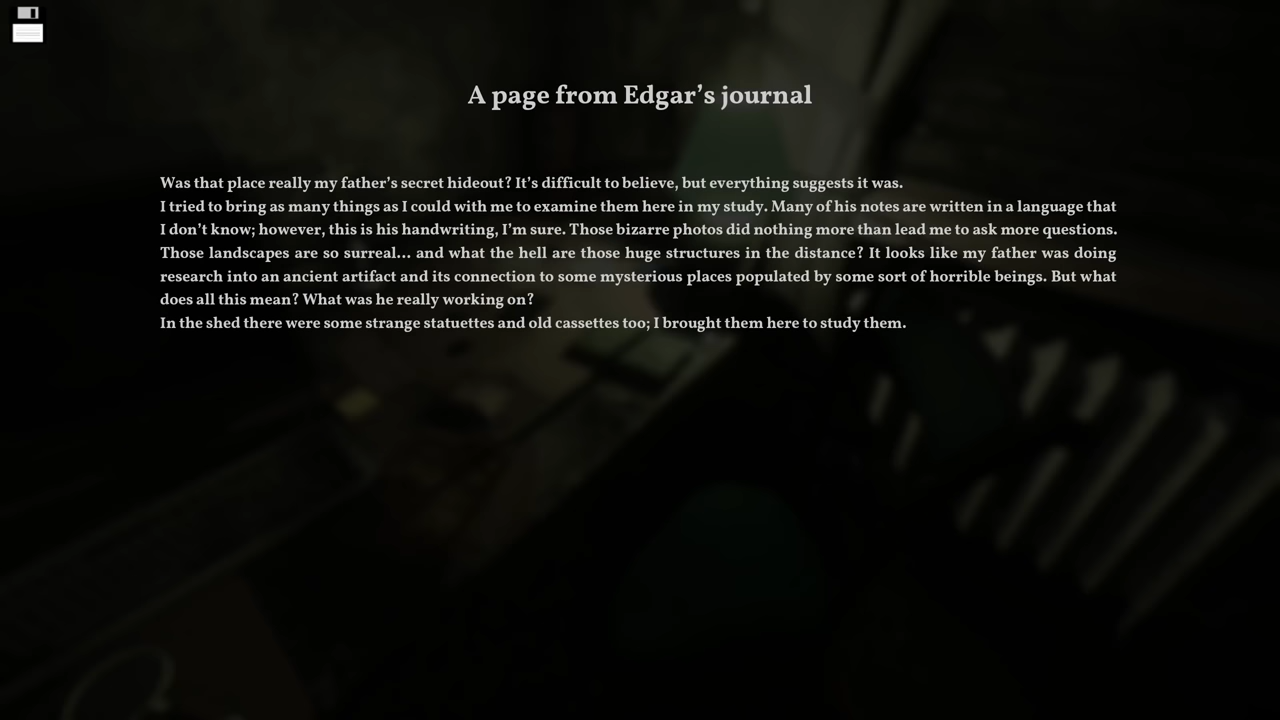 A page from Edgar’s journal
Was that place really my father’s secret hideout? It’s difficult to believe, but everything suggests it was.
I tried to bring as many things as I could with me to examine them here in my study. Many of his notes are written in a language that
I don’t know; however, this is his handwriting, I’m sure. Those bizarre photos did nothing more than lead me to ask more questions.
Those landscapes are so surreal... and what the hell are those huge structures in the distance? It looks like my father was doing
research into an ancient artifact and its connection to some mysterious places populated by some sort of horrible beings. But what
does all this mean? What was he really working on?
In the shed there were some strange statuettes and old cassettes too; I brought them here to study them.